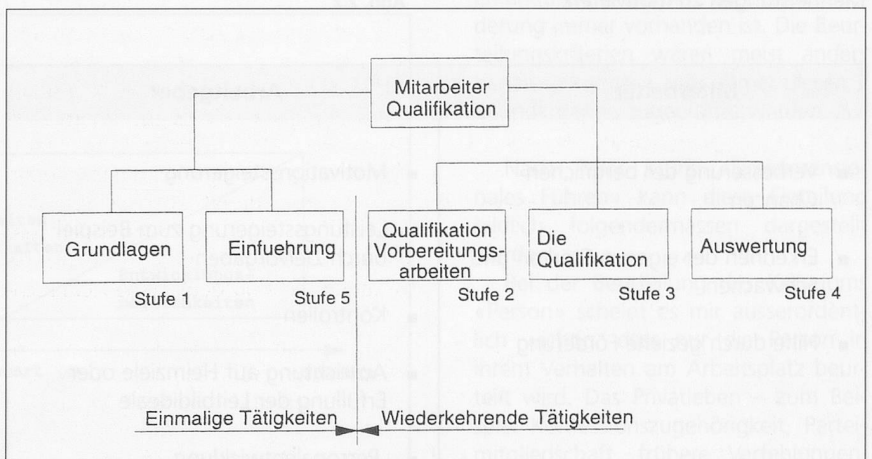 Mitarbeiter
Qualifikation
Grundlagen
Stufe 1
Einfuehrung
Stufe 5
Qualifikation
Vorbereitungs-
arbeiten
Stufe 2
Die
Qualifikation
Stufe 3
Auswertung
Stufe 4
Einmalige Tätigkeiten
Wiederkehrende Tätigkeiten